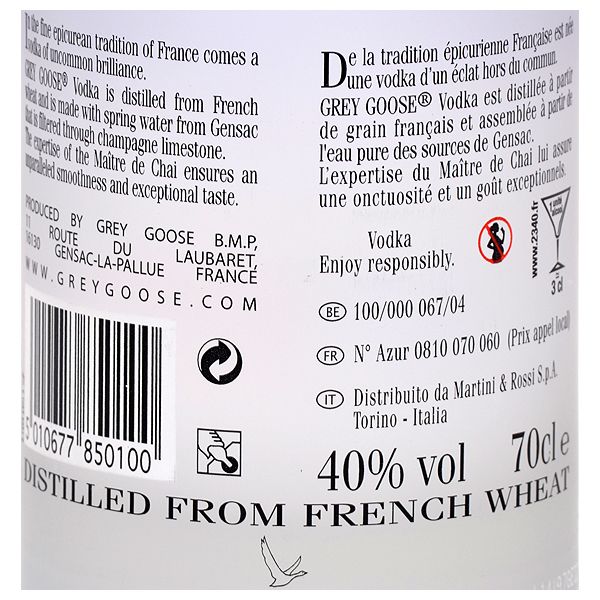 the fine epicurean tradition of France comes a
vodka of uncommon brilliance.
GREY GOOSE® Vodka is distilled from French
wheat and is made with spring water from Gensac
that is filtered through champagne limestone.
The expertise of the Maître de Chai ensures an
unparalleled smoothness and exceptional taste.
PRODUCED BY GREY GOOSE B.M.P,
11 ROUTE DU LAUBARET,
16130 GENSAC-LA-PALLUE FRANCE
WWW.GREYGOOSE.COM
5 010677 850100
De la tradition épicurienne Française est née
une vodka d'un éclat hors du commun.
GREY GOOSE® Vodka est distillée à partir
de grain français et assemblée à partir de
l'eau pure des sources de Gensac.
L'expertise du Maître de Chai lui assure
une onctuosité et un goût exceptionnels.
Vodka
Enjoy responsibly.
www.2340.fr
1 unité alcool
3 cl
BE 100/000 067/04
FR N° Azur 0810 070 060 (Prix appel local)
IT Distribuito da Martini & Rossi S.p.A.
Torino - Italia
40% vol 70cl e
DISTILLED FROM FRENCH WHEAT